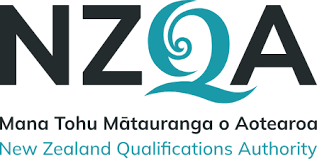 NZQA
Mana Tohu Mātauranga o Aotearoa
New Zealand Qualifications Authority